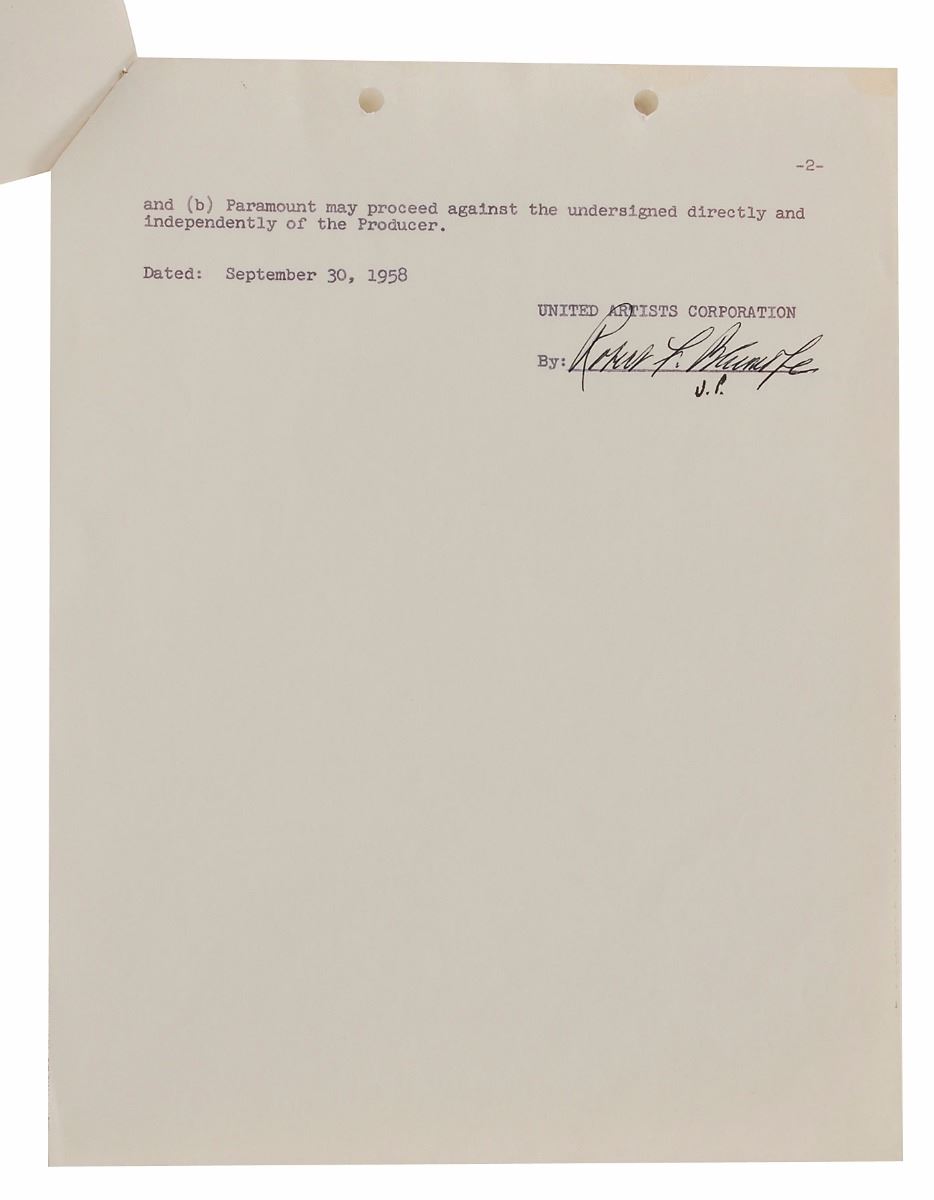 -2-
and (b) Paramount may proceed against the undersigned directly and
independently of the Producer.
Dated: September 30, 1958
UNITED ARTISTS CORPORATION
By: Robert F.
V.P.